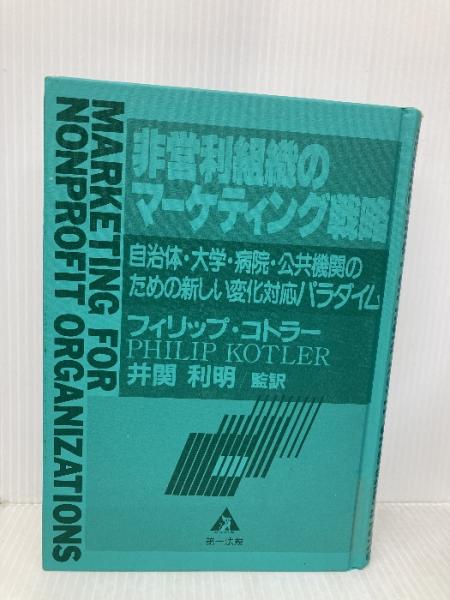 MARKETING FOR
NONPROFIT ORGANIZATIONS
非営利組織の
マーケティング戦略
自治体・大学・病院・公共機関の
ための新しい変化対応パラダイム
フィリップ・コトラー
PHILIP KOTLER
井関 利明/監訳
第一法規